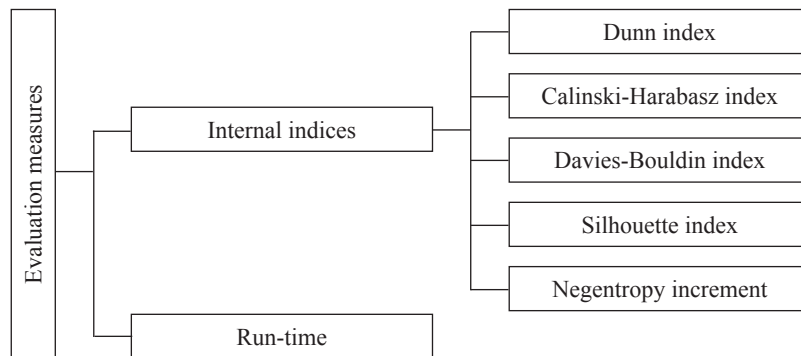 Evaluation measures
Internal indices
Run-time
Dunn index
Calinski-Harabasz index
Davies-Bouldin index
Silhouette index
Negentropy increment